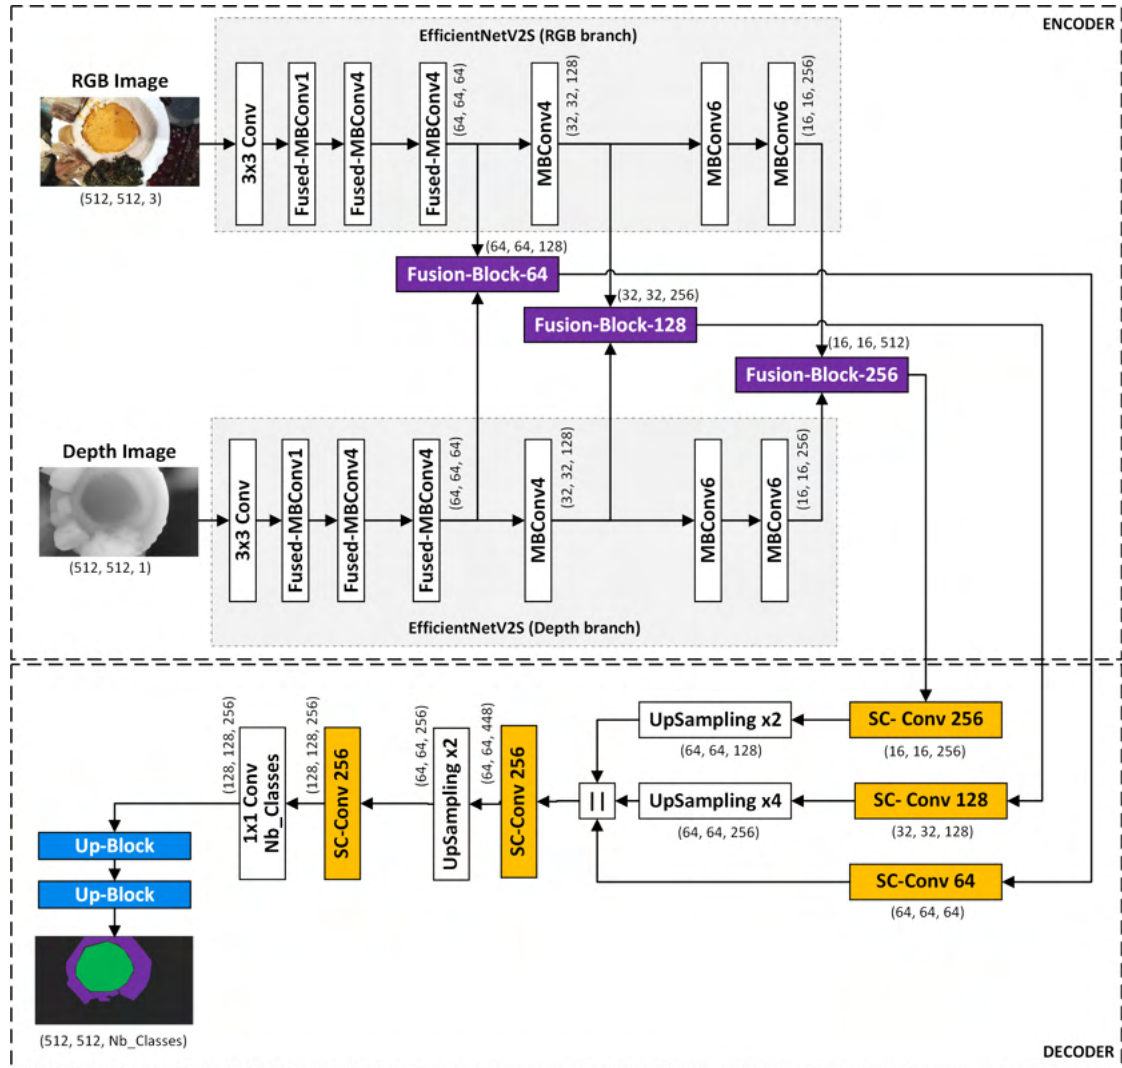 ENCODER
EfficientNetV2S (RGB branch)
RGB Image
(512, 512, 3)
3x3 Conv
Fused-MBConv1
Fused-MBConv4
Fused-MBConv4
(64, 64, 64)
MBConv4
(32, 32, 128)
MBConv6
MBConv6
(16, 16, 256)
(64, 64, 128)
Fusion-Block-64
(32, 32, 256)
Fusion-Block-128
(16, 16, 512)
Fusion-Block-256
Depth Image
(512, 512, 1)
3x3 Conv
Fused-MBConv1
Fused-MBConv4
Fused-MBConv4
(64, 64, 64)
MBConv4
(32, 32, 128)
MBConv6
MBConv6
(16, 16, 256)
EfficientNetV2S (Depth branch)
SC- Conv 256
(16, 16, 256)
UpSampling x2
(64, 64, 128)
SC- Conv 128
(32, 32, 128)
UpSampling x4
(64, 64, 256)
SC-Conv 64
(64, 64, 64)
||
SC-Conv 256
(64, 64, 448)
UpSampling x2
(64, 64, 256)
SC-Conv 256
(128, 128, 256)
1x1 Conv
Nb_Classes
(128, 128, 256)
Up-Block
Up-Block
(512, 512, Nb_Classes)
DECODER